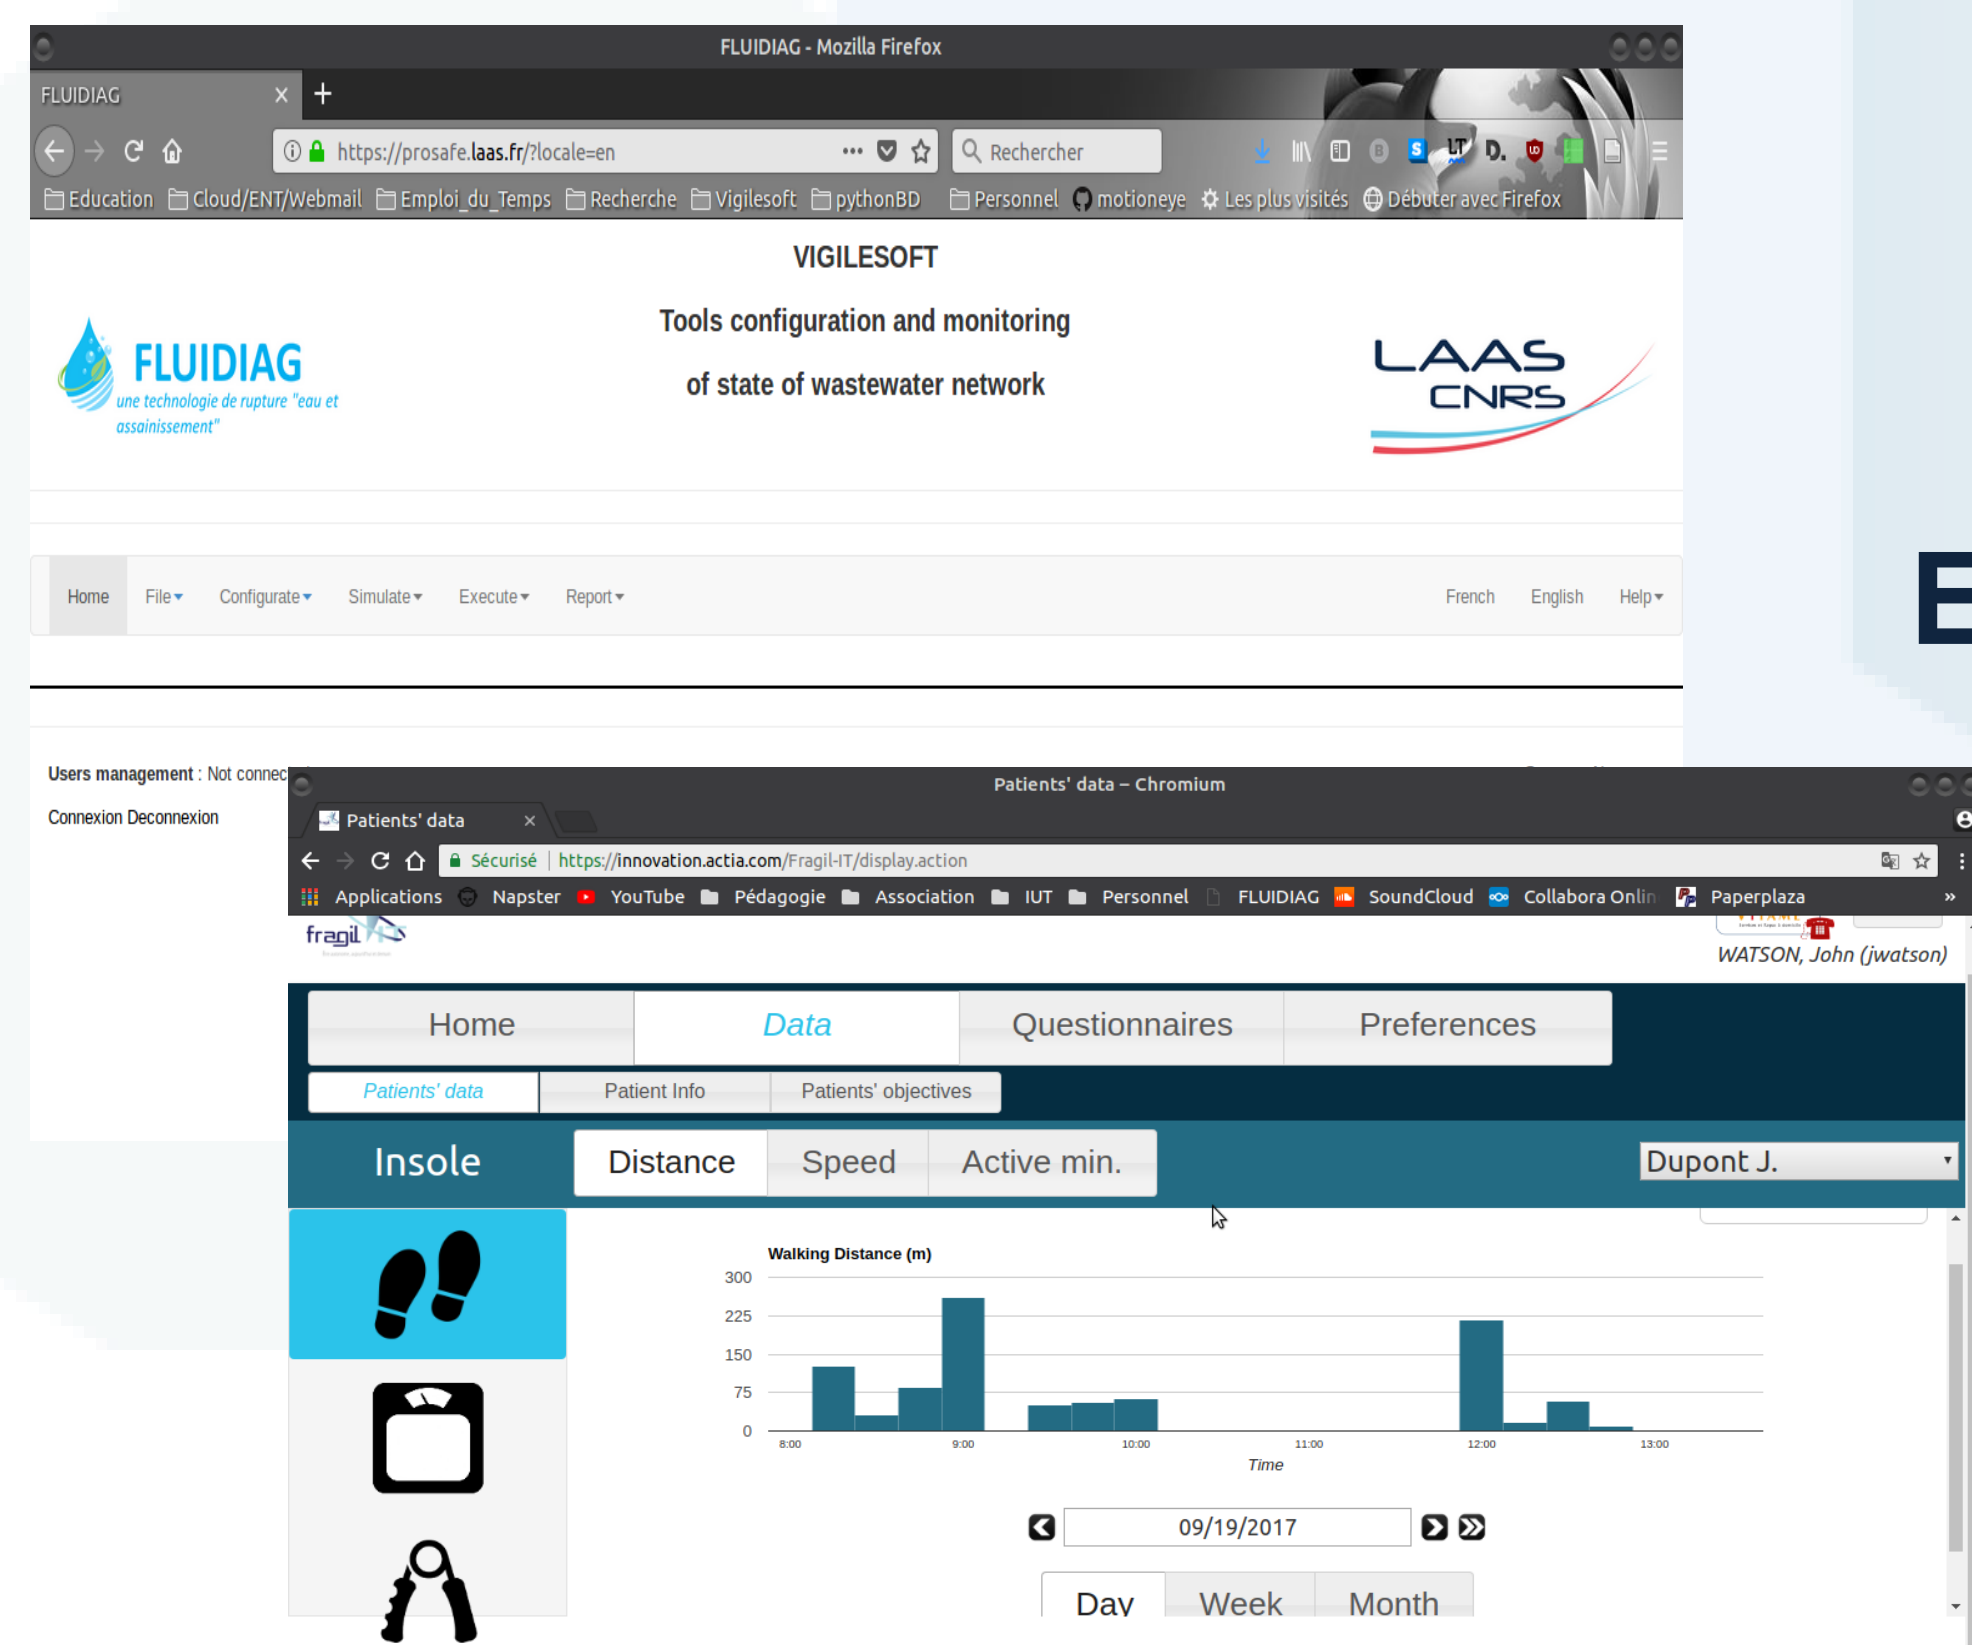 FLUIDIAG - Mozilla Firefox
FLUIDIAG × +
https://prosafe.laas.fr/?locale=en Rechercher
Education Cloud/ENT/Webmail Emploi_du_Temps Recherche Vigilesoft pythonBD Personnel motioneye Les plus visités Débuter avec Firefox
VIGILESOFT
Tools configuration and monitoring
of state of wastewater network
FLUIDIAG
une technologie de rupture "eau et
assainissement"
LAAS
CNRS
Home File Configurate Simulate Execute Report French English Help
E
Users management : Not connec
Connexion Deconnexion
Patients' data – Chromium
Patients' data ×
Sécurisé | https://innovation.actia.com/Fragil-IT/display.action
Applications Napster YouTube Pédagogie Association IUT Personnel FLUIDIAG SoundCloud Collabora Onlin Paperplaza »
fragil IT
WATSON, John (jwatson)
Home Data Questionnaires Preferences
Patients' data Patient Info Patients' objectives
Insole Distance Speed Active min. Dupont J.
Walking Distance (m)
300
225
150
75
0
8:00 9:00 10:00 11:00 12:00 13:00
Time
09/19/2017
Day Week Month